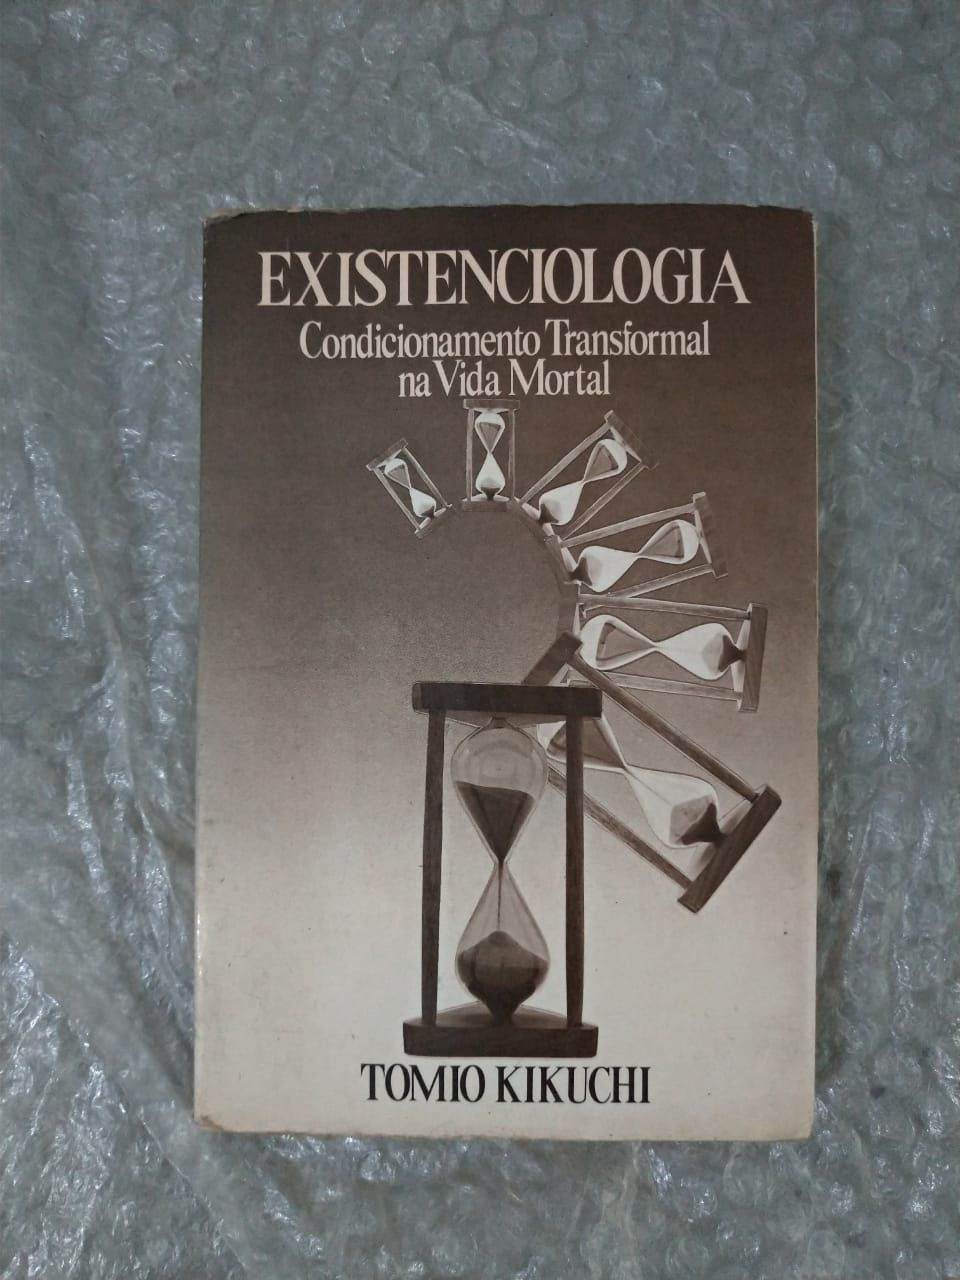 EXISTENCIOLOGIA
Condicionamento Transformal
na Vida Mortal
TOMIO KIKUCHI